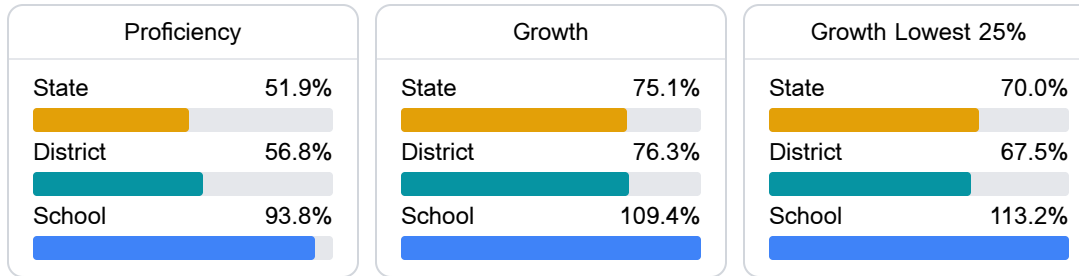 Proficiency
State 51.9%
District 56.8%
School 93.8%
Growth
State 75.1%
District 76.3%
School 109.4%
Growth Lowest 25%
State 70.0%
District 67.5%
School 113.2%